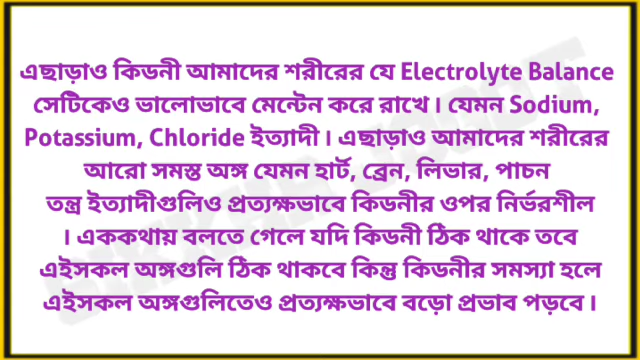 এছাড়াও কিডনী আমাদের শরীরের যে Electrolyte Balance
সেটিকেও ভালোভাবে মেন্টেন করে রাখে। যেমন Sodium,
Potassium, Chloride ইত্যাদী। এছাড়াও আমাদের শরীরের
আরো সমস্ত অঙ্গ যেমন হার্ট, ব্রেন, লিভার, পাচন
তন্ত্র ইত্যাদীগুলিও প্রত্যক্ষভাবে কিডনীর ওপর নির্ভরশীল
। এককথায় বলতে গেলে যদি কিডনী ঠিক থাকে তবে
এইসকল অঙ্গগুলি ঠিক থাকবে কিন্তু কিডনীর সমস্যা হলে
এইসকল অঙ্গগুলিতেও প্রত্যক্ষভাবে বড়ো প্রভাব পড়বে।